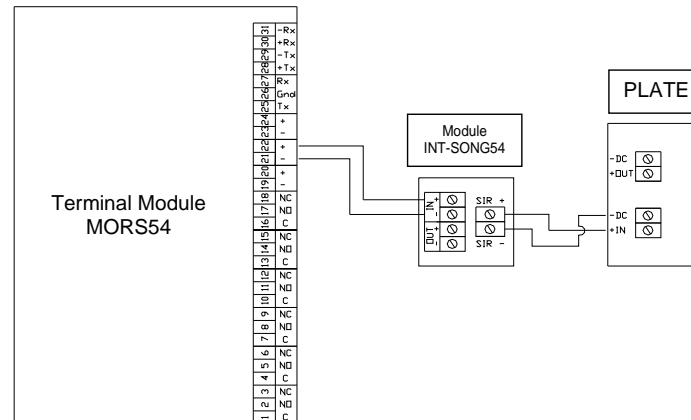 Terminal Module
MORS54
31 -Rx
30 +Rx
29 -Tx
28 +Tx
27 Rx
26 Gnd
25 Tx
24 +
23 -
22 +
21 -
20 +
19 -
18 NC
17 NO
16 C
15 NC
14 NO
13 C
12 NC
11 NO
10 C
9 NC
8 NO
7 C
6 NC
5 NO
4 C
3 NC
2 NO
1 C
Module
INT-SONG54
IN + SIR +
-
OUT +
- SIR -
PLATE
-DC
+OUT
-DC
+IN